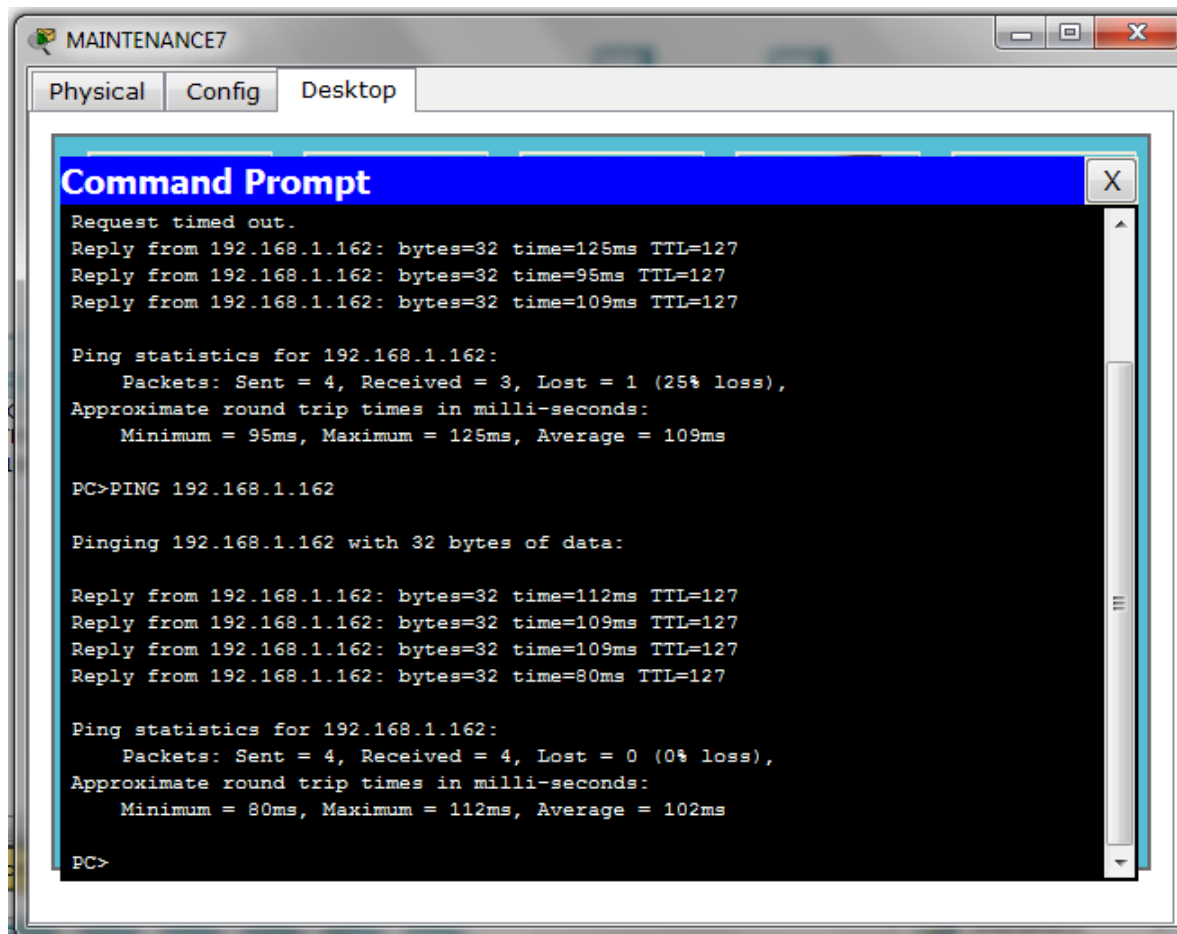 MAINTENANCE7
Physical Config Desktop
Command Prompt X
Request timed out.
Reply from 192.168.1.162: bytes=32 time=125ms TTL=127
Reply from 192.168.1.162: bytes=32 time=95ms TTL=127
Reply from 192.168.1.162: bytes=32 time=109ms TTL=127
Ping statistics for 192.168.1.162:
Packets: Sent = 4, Received = 3, Lost = 1 (25% loss),
Approximate round trip times in milli-seconds:
Minimum = 95ms, Maximum = 125ms, Average = 109ms
PC>PING 192.168.1.162
Pinging 192.168.1.162 with 32 bytes of data:
Reply from 192.168.1.162: bytes=32 time=112ms TTL=127
Reply from 192.168.1.162: bytes=32 time=109ms TTL=127
Reply from 192.168.1.162: bytes=32 time=109ms TTL=127
Reply from 192.168.1.162: bytes=32 time=80ms TTL=127
Ping statistics for 192.168.1.162:
Packets: Sent = 4, Received = 4, Lost = 0 (0% loss),
Approximate round trip times in milli-seconds:
Minimum = 80ms, Maximum = 112ms, Average = 102ms
PC>